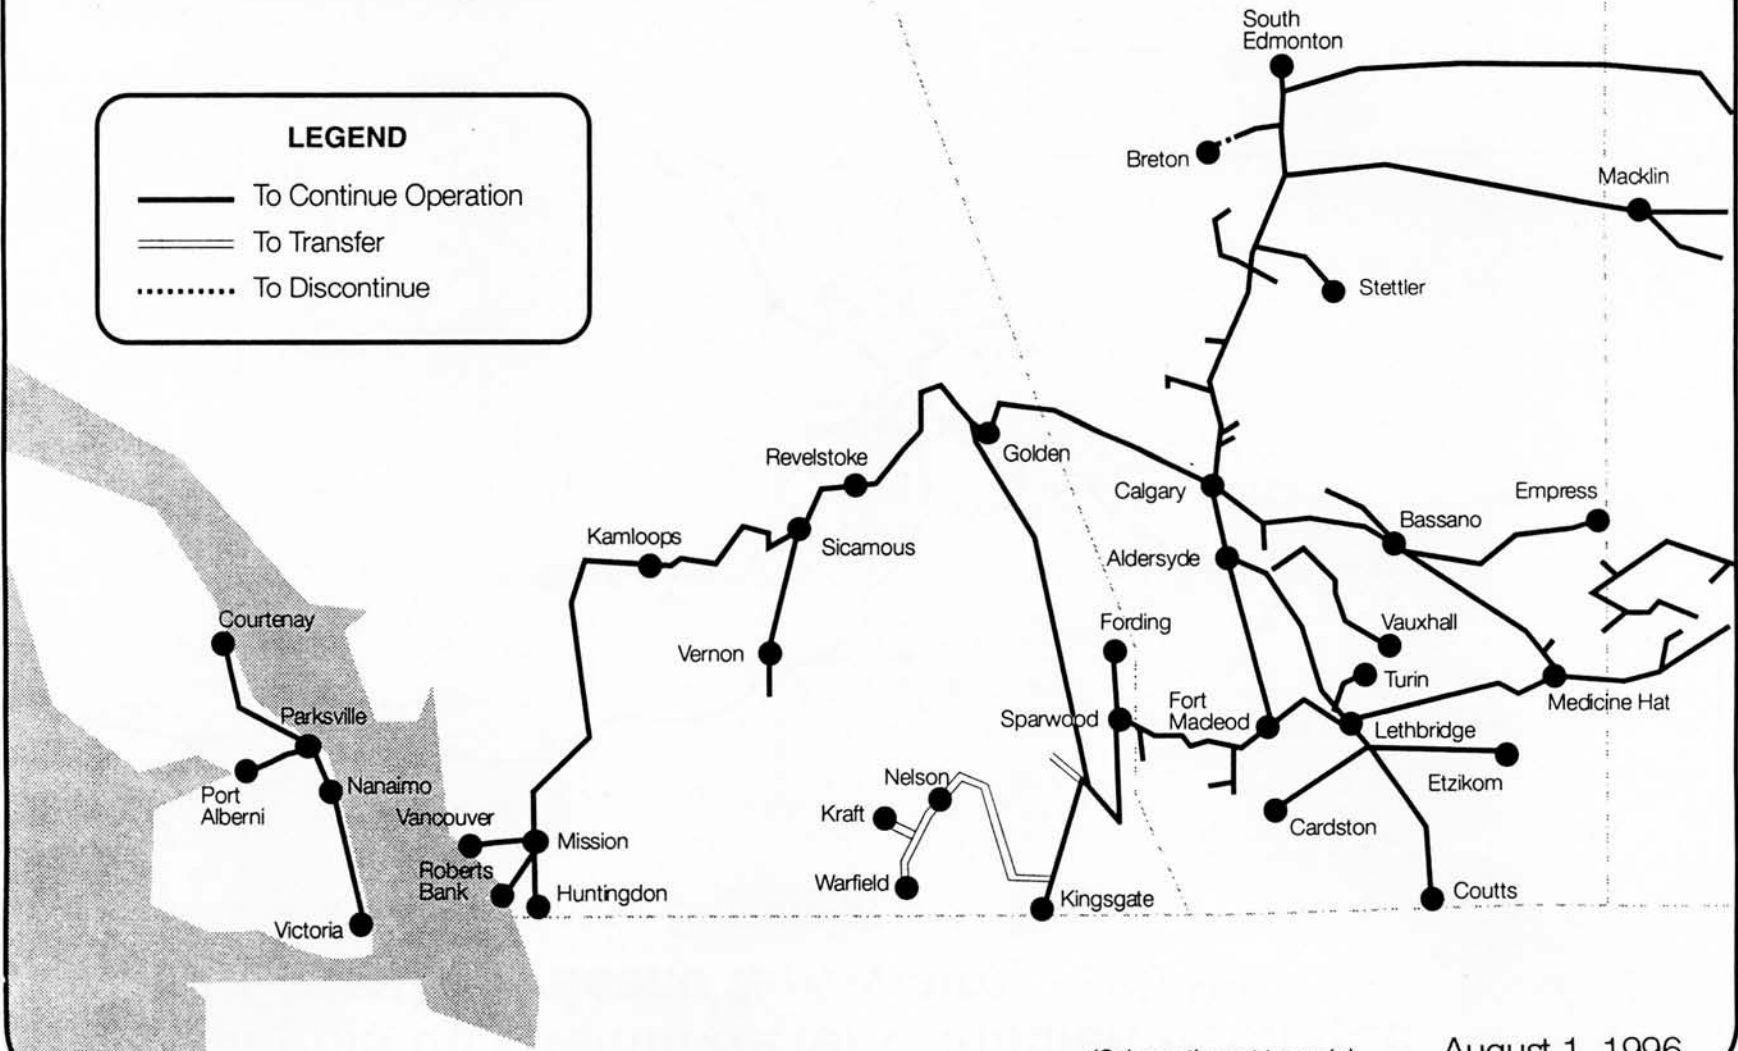 South
Edmonton
LEGEND
To Continue Operation
To Transfer
To Discontinue
Breton
Macklin
Stettler
Revelstoke
Golden
Calgary
Empress
Bassano
Kamloops
Sicamous
Aldersyde
Courtenay
Vernon
Fording
Vauxhall
Turin
Parksville
Sparwood
Fort
Macleod
Medicine Hat
Lethbridge
Port
Alberni
Nanaimo
Nelson
Etzikom
Vancouver
Kraft
Mission
Cardston
Roberts
Bank
Huntingdon
Warfield
Kingsgate
Coutts
Victoria
August 1, 1996